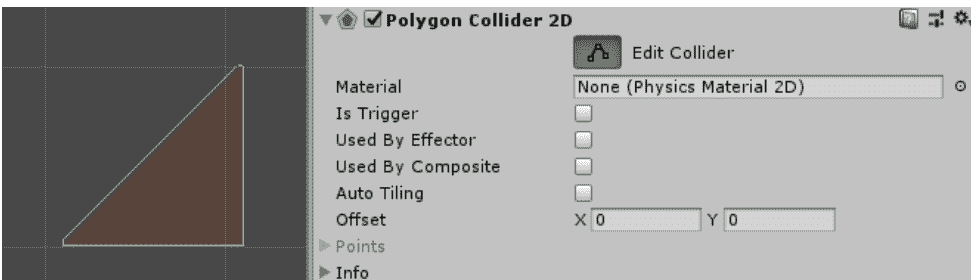 Polygon Collider 2D
Edit Collider
Material None (Physics Material 2D)
Is Trigger
Used By Effector
Used By Composite
Auto Tiling
Offset X 0 Y 0
Points
Info